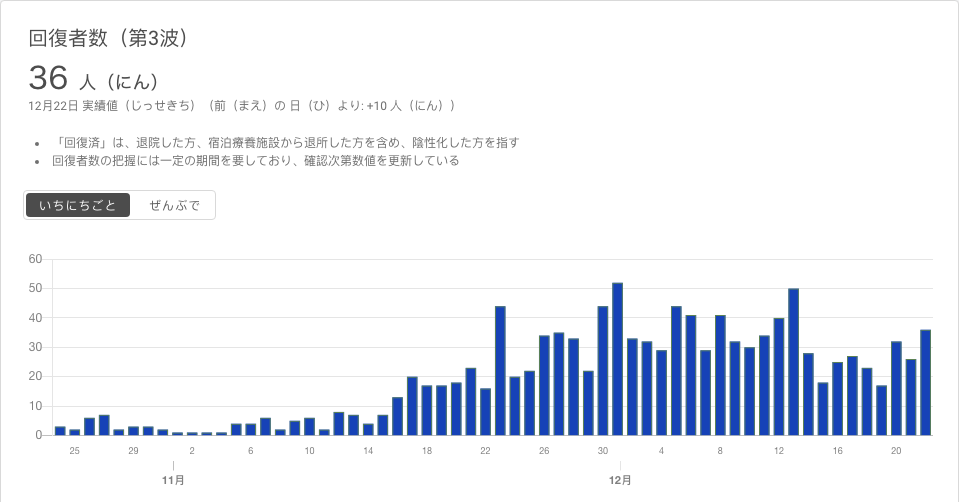 回復者数（第3波）
36 人（にん）
12月22日 実績値（じっせきち）（前（まえ）の 日（ひ）より: +10 人（にん））
「回復済」は、退院した方、宿泊療養施設から退所した方を含め、陰性化した方を指す
回復者数の把握には一定の期間を要しており、確認次第数値を更新している
いちにちごと ぜんぶで
60
50
40
30
20
10
0
25 29 2 6 10 14 18 22 26 30 4 8 12 16 20
11月 12月